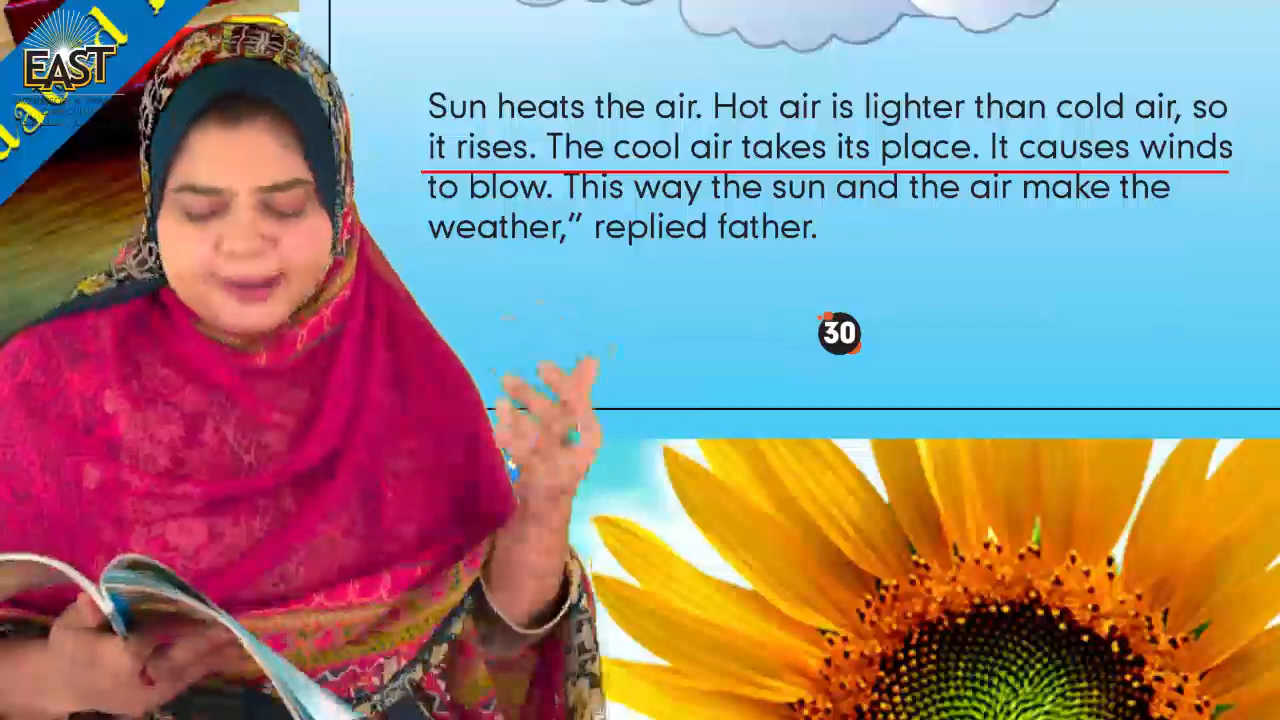 EAST
Sun heats the air. Hot air is lighter than cold air, so
it rises. The cool air takes its place. It causes winds
to blow. This way the sun and the air make the
weather,” replied father.
30